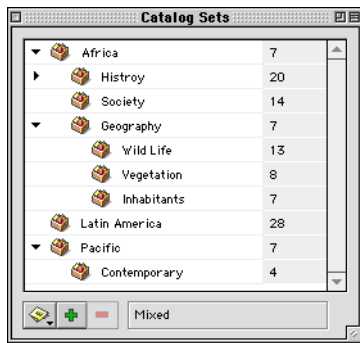 Catalog Sets
Africa 7
Histroy 20
Society 14
Geography 7
Wild Life 13
Vegetation 8
Inhabitants 7
Latin America 28
Pacific 7
Contemporary 4
Mixed